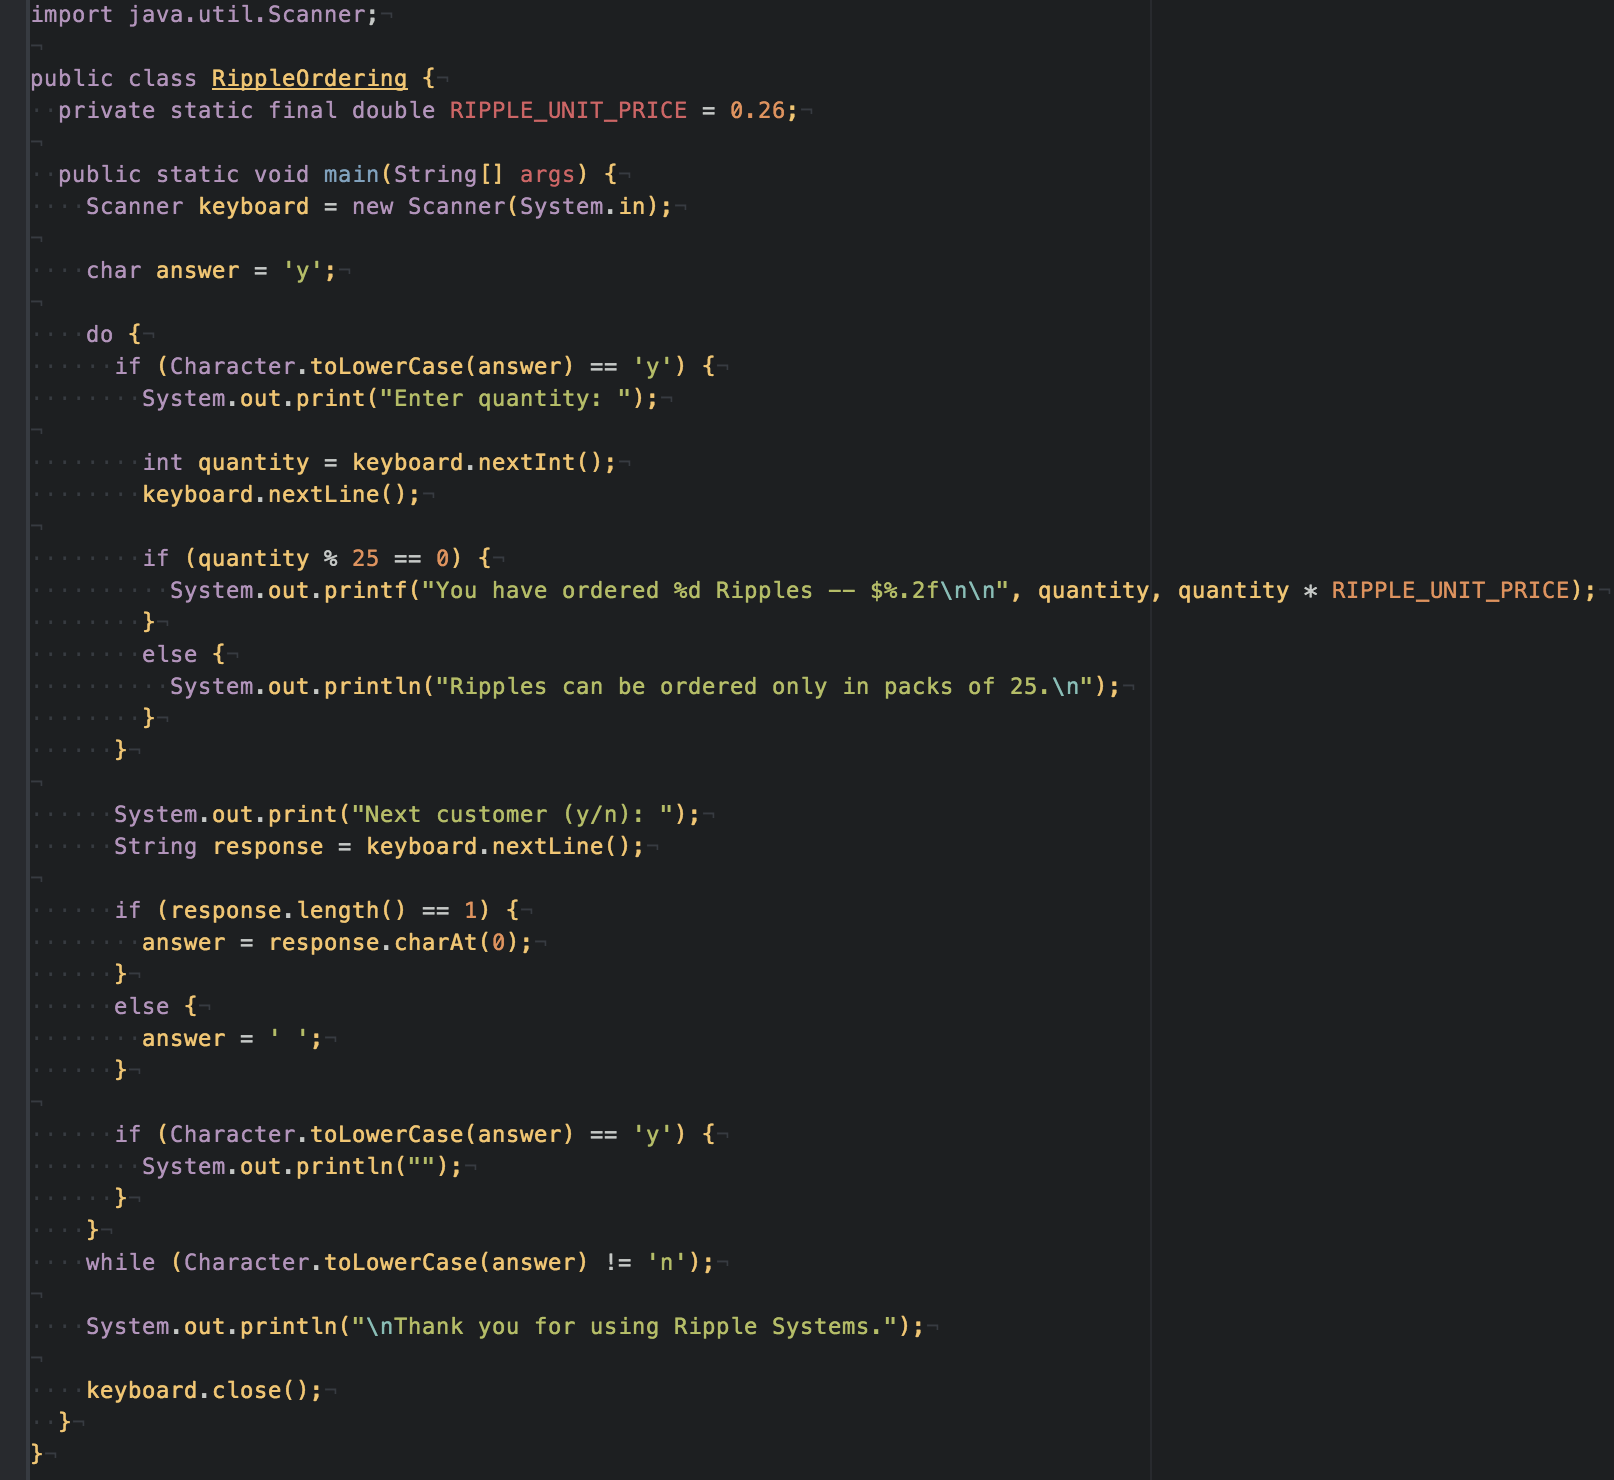 import java.util.Scanner;
public class RippleOrdering {
private static final double RIPPLE_UNIT_PRICE = 0.26;
public static void main(String[] args) {
Scanner keyboard = new Scanner(System.in);
char answer = 'y';
do {
if (Character.toLowerCase(answer) == 'y') {
System.out.print("Enter quantity: ");
int quantity = keyboard.nextInt();
keyboard.nextLine();
if (quantity % 25 == 0) {
System.out.printf("You have ordered %d Ripples -- $%.2f\n\n", quantity, quantity * RIPPLE_UNIT_PRICE);
}
else {
System.out.println("Ripples can be ordered only in packs of 25.\n");
}
}
System.out.print("Next customer (y/n): ");
String response = keyboard.nextLine();
if (response.length() == 1) {
answer = response.charAt(0);
}
else {
answer = ' ';
}
if (Character.toLowerCase(answer) == 'y') {
System.out.println("");
}
}
while (Character.toLowerCase(answer) != 'n');
System.out.println("\nThank you for using Ripple Systems.");
keyboard.close();
}
}